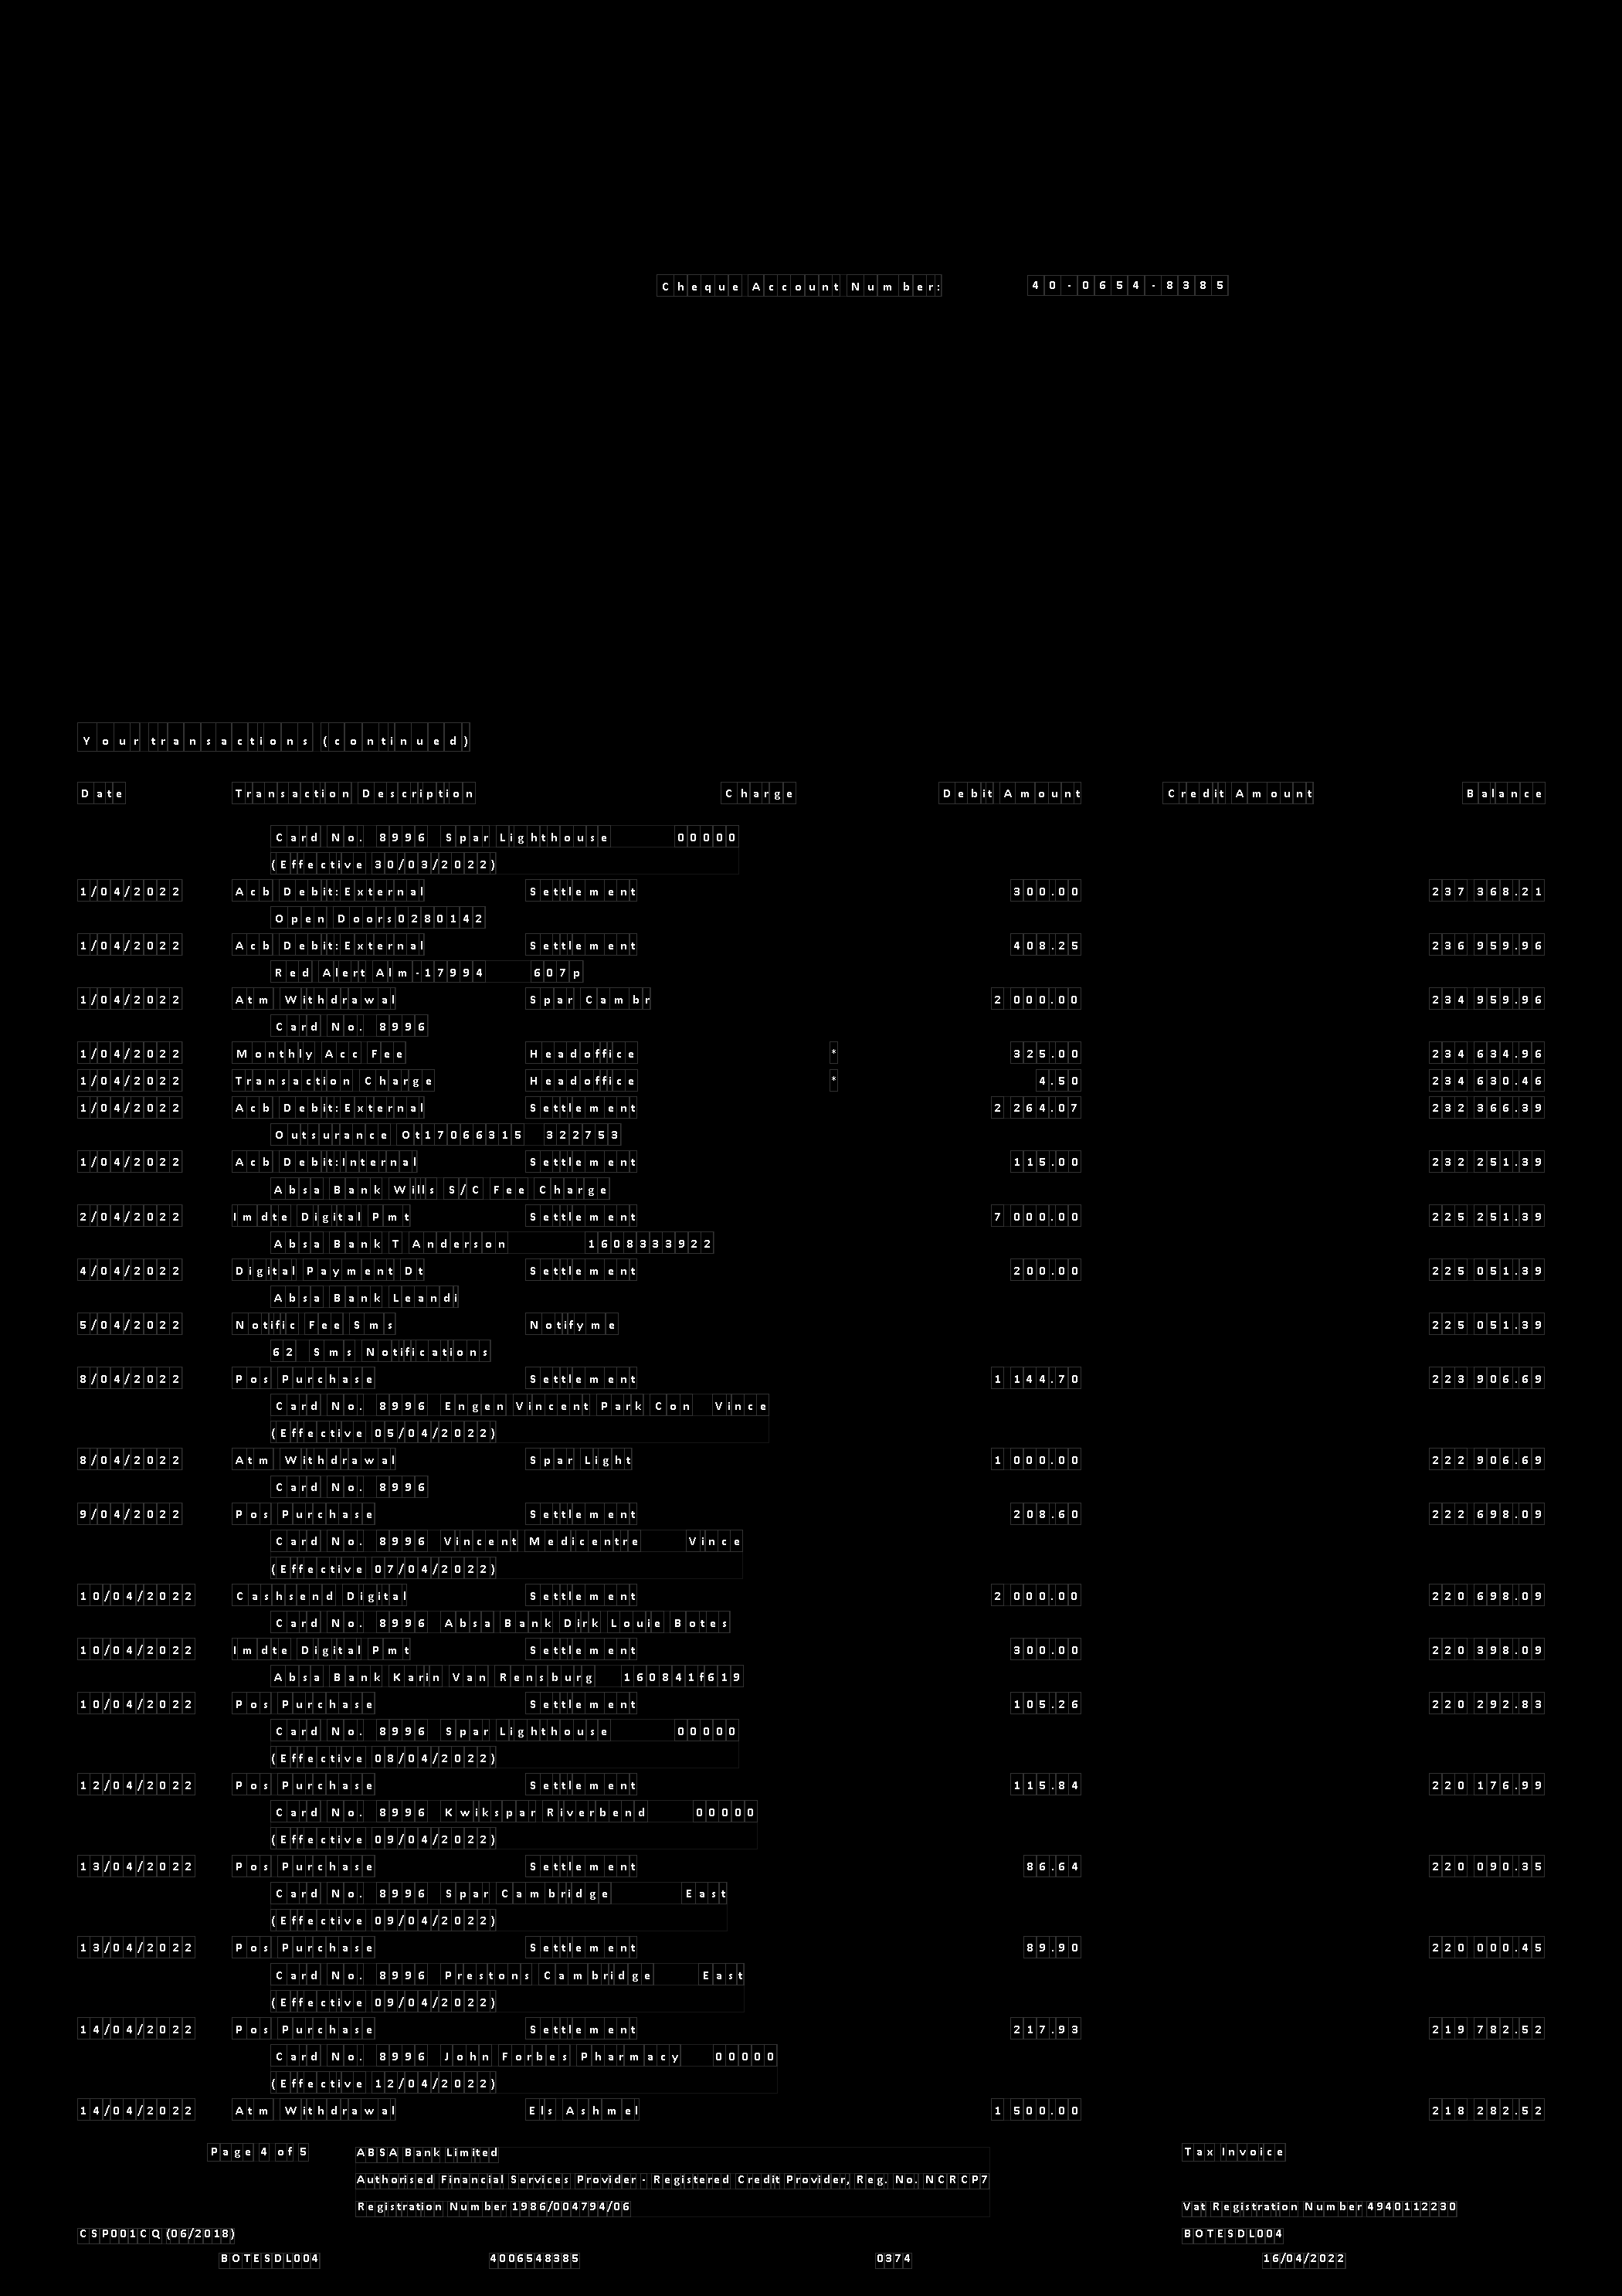 Cheque Account Number: 40-0654-8385
Your transactions (continued)
Date Transaction Description Charge Debit Amount Credit Amount Balance
Card No. 8996 Spar Lighthouse 00000
(Effective 30/03/2022)
1/04/2022 Acb Debit:External Settlement 300.00 237 368.21
Open Doors0280142
1/04/2022 Acb Debit:External Settlement 408.25 236 959.96
Red Alert Alm-17994 607p
1/04/2022 Atm Withdrawal Spar Cambr 2 000.00 234 959.96
Card No. 8996
1/04/2022 Monthly Acc Fee Headoffice * 325.00 234 634.96
1/04/2022 Transaction Charge Headoffice * 4.50 234 630.46
1/04/2022 Acb Debit:External Settlement 2 264.07 232 366.39
Outsurance Ot17066315 322753
1/04/2022 Acb Debit:Internal Settlement 115.00 232 251.39
Absa Bank Wills S/C Fee Charge
2/04/2022 Imdte Digital Pmt Settlement 7 000.00 225 251.39
Absa Bank T Anderson 1608333922
4/04/2022 Digital Payment Dt Settlement 200.00 225 051.39
Absa Bank Leandi
5/04/2022 Notific Fee Sms Notifyme 225 051.39
62 Sms Notifications
8/04/2022 Pos Purchase Settlement 1 144.70 223 906.69
Card No. 8996 Engen Vincent Park Con Vince
(Effective 05/04/2022)
8/04/2022 Atm Withdrawal Spar Light 1 000.00 222 906.69
Card No. 8996
9/04/2022 Pos Purchase Settlement 208.60 222 698.09
Card No. 8996 Vincent Medicentre Vince
(Effective 07/04/2022)
10/04/2022 Cashsend Digital Settlement 2 000.00 220 698.09
Card No. 8996 Absa Bank Dirk Louie Botes
10/04/2022 Imdte Digital Pmt Settlement 300.00 220 398.09
Absa Bank Karin Van Rensburg 160841f619
10/04/2022 Pos Purchase Settlement 105.26 220 292.83
Card No. 8996 Spar Lighthouse 00000
(Effective 08/04/2022)
12/04/2022 Pos Purchase Settlement 115.84 220 176.99
Card No. 8996 Kwikspar Riverbend 00000
(Effective 09/04/2022)
13/04/2022 Pos Purchase Settlement 86.64 220 090.35
Card No. 8996 Spar Cambridge East
(Effective 09/04/2022)
13/04/2022 Pos Purchase Settlement 89.90 220 000.45
Card No. 8996 Prestons Cambridge East
(Effective 09/04/2022)
14/04/2022 Pos Purchase Settlement 217.93 219 782.52
Card No. 8996 John Forbes Pharmacy 00000
(Effective 12/04/2022)
14/04/2022 Atm Withdrawal Els Ashmel 1 500.00 218 282.52
Page 4 of 5 ABSA Bank Limited Tax Invoice
Authorised Financial Services Provider - Registered Credit Provider, Reg. No. NCRCP7
Registration Number 1986/004794/06 Vat Registration Number 4940112230
CSP001CQ (06/2018) BOTESDL004
BOTESDL004 4006548385 0374 16/04/2022